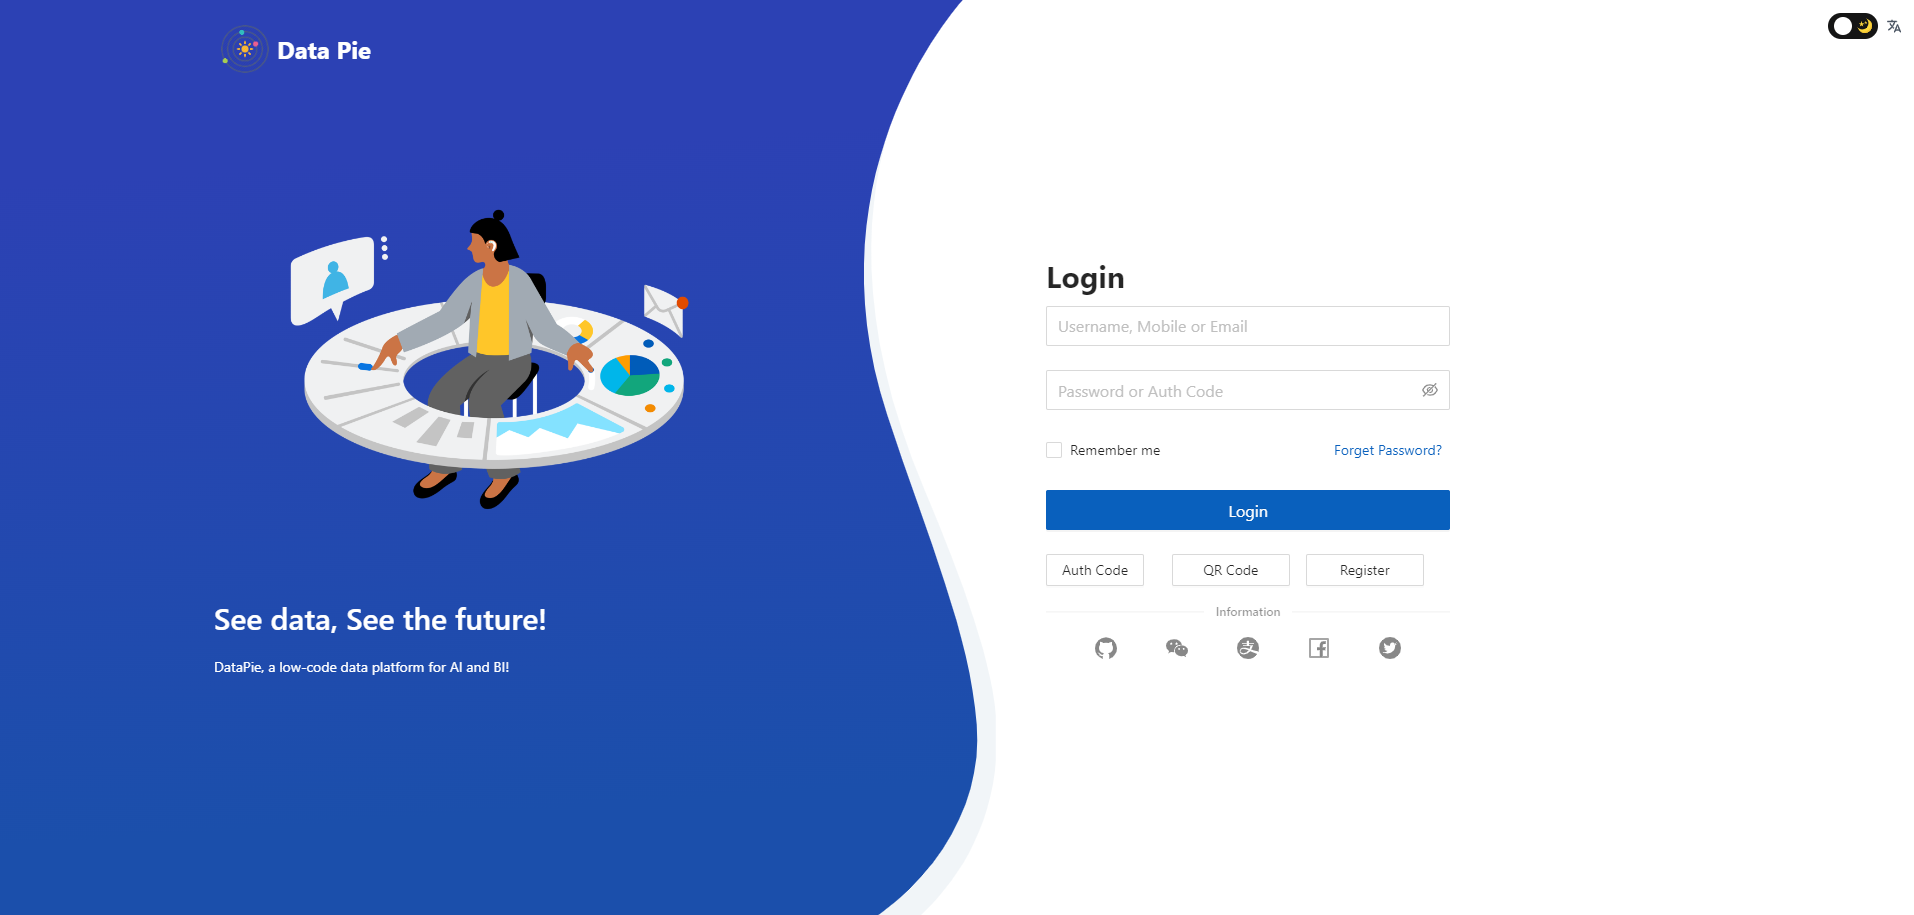 Data Pie
See data, See the future!
DataPie, a low-code data platform for AI and BI!
Login
Username, Mobile or Email
Password or Auth Code
Remember me
Forget Password?
Login
Auth Code
QR Code
Register
Information